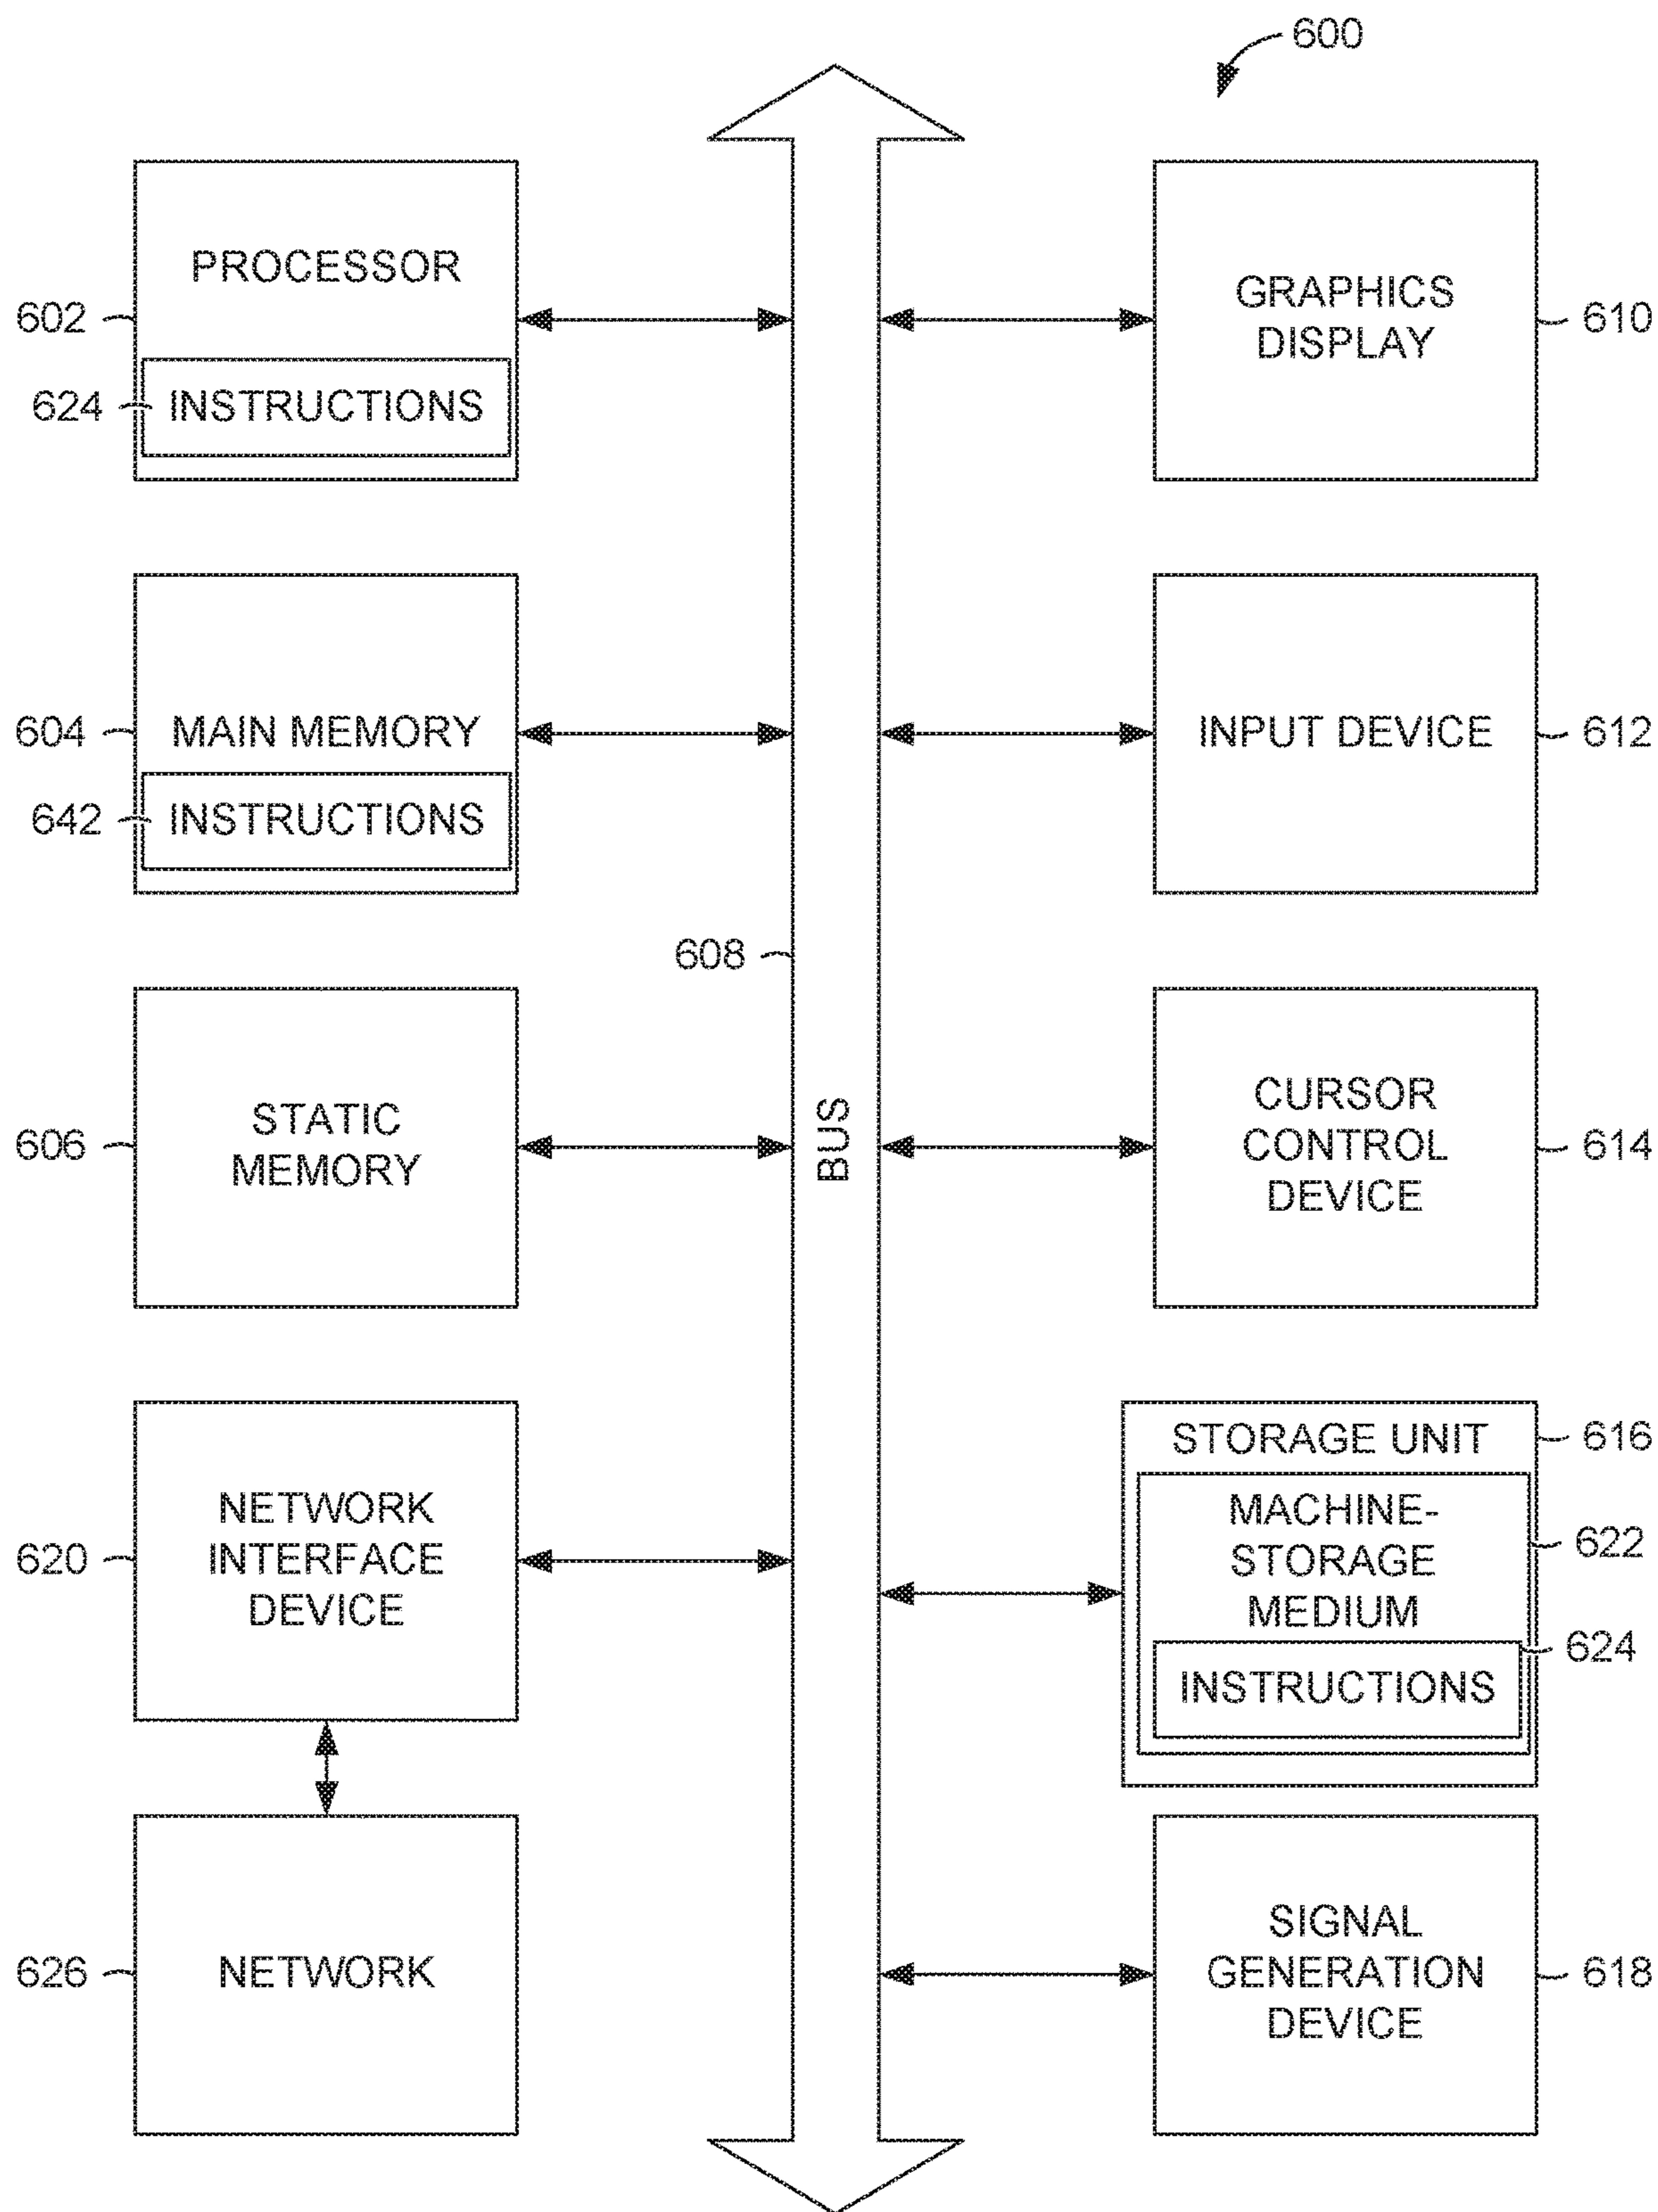 600
PROCESSOR
602
624
INSTRUCTIONS
GRAPHICS
DISPLAY
610
604
MAIN MEMORY
642
INSTRUCTIONS
INPUT DEVICE
612
608
BUS
606
STATIC
MEMORY
CURSOR
CONTROL
DEVICE
614
620
NETWORK
INTERFACE
DEVICE
STORAGE UNIT
616
MACHINE-
STORAGE
MEDIUM
622
624
INSTRUCTIONS
626
NETWORK
SIGNAL
GENERATION
DEVICE
618